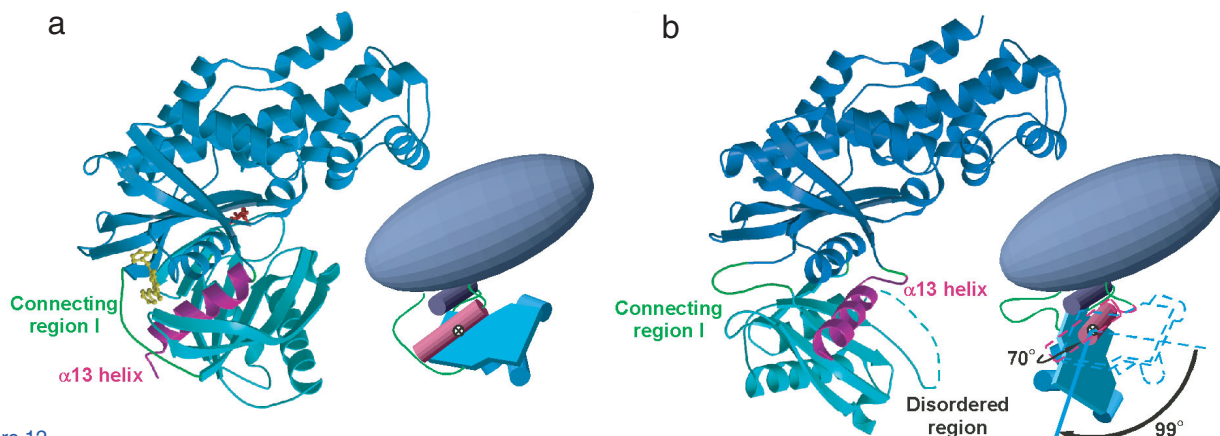 a
Connecting
region I
α13 helix
b
Connecting
region I
α13 helix
Disordered
region
70°
99°